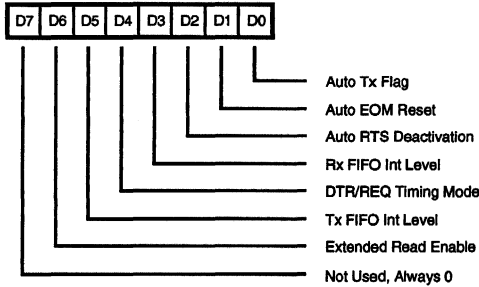 D7 D6 D5 D4 D3 D2 D1 D0
Auto Tx Flag
Auto EOM Reset
Auto RTS Deactivation
Rx FIFO Int Level
DTR/REQ Timing Mode
Tx FIFO Int Level
Extended Read Enable
Not Used, Always 0